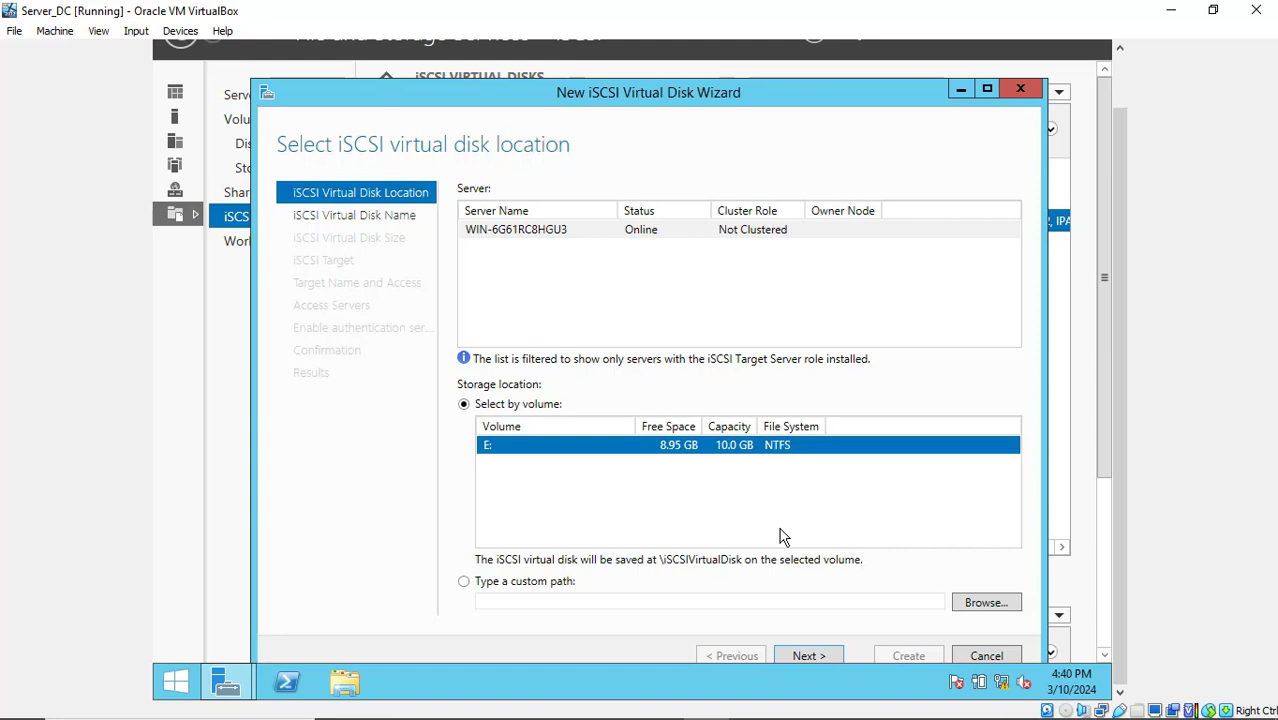 Server_DC [Running] - Oracle VM VirtualBox
File Machine View Input Devices Help
iSCSI VIRTUAL DISKS
New iSCSI Virtual Disk Wizard
Select iSCSI virtual disk location
iSCSI Virtual Disk Location
iSCSI Virtual Disk Name
iSCSI Virtual Disk Size
iSCSI Target
Target Name and Access
Access Servers
Enable authentication ser...
Confirmation
Results
Serve
Volu
Dis
Sto
Shar
iSCS
Work
Server:
Server Name Status Cluster Role Owner Node
WIN-6G61RC8HGU3 Online Not Clustered
The list is filtered to show only servers with the iSCSI Target Server role installed.
Storage location:
Select by volume:
Volume Free Space Capacity File System
E: 8.95 GB 10.0 GB NTFS
The iSCSI virtual disk will be saved at \iSCSIVirtualDisk on the selected volume.
Type a custom path:
Browse...
< Previous Next > Create Cancel
, IPA
4:40 PM
3/10/2024
Right Ctrl